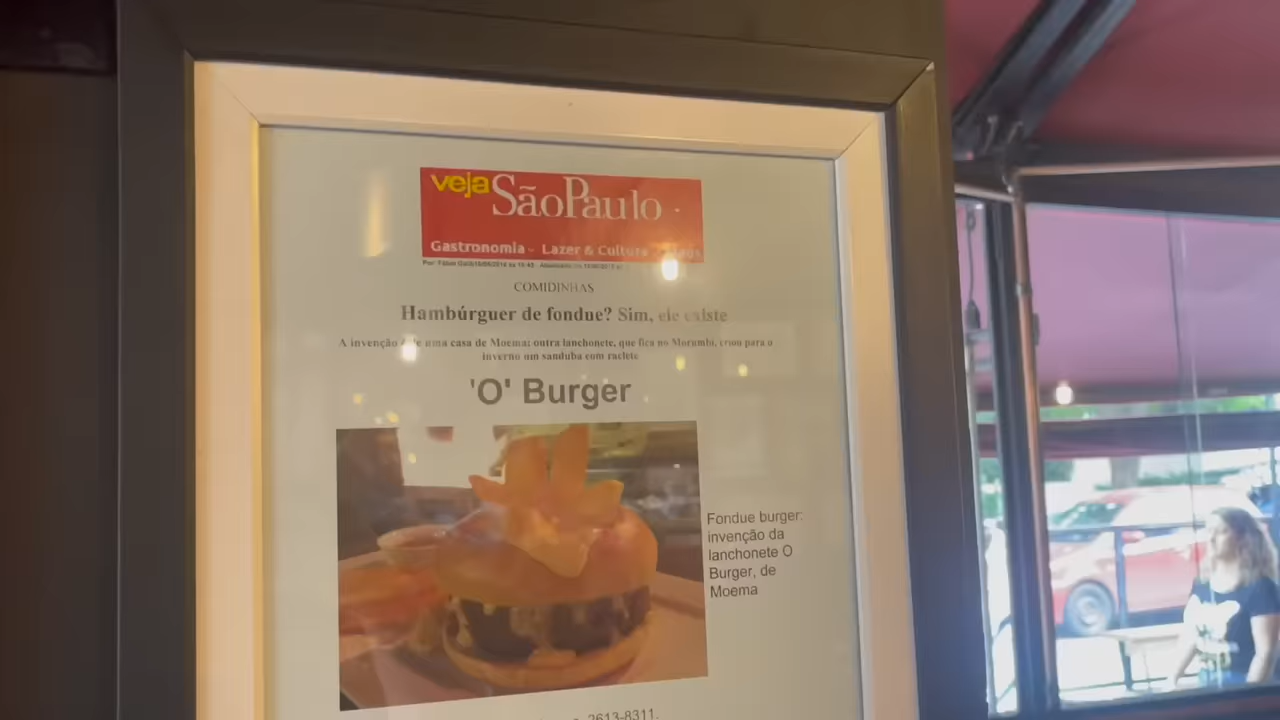 veja SãoPaulo
Gastronomia Lazer & Cultura
COMIDINHAS
Hambúrguer de fondue? Sim, ele existe
A invenção é de uma casa de Moema; outra lanchonete, que fica no Morumbi, criou para o
inverno um sanduba com raclete
'O' Burger
Fondue burger:
invenção da
lanchonete O
Burger, de
Moema
2613-8311.